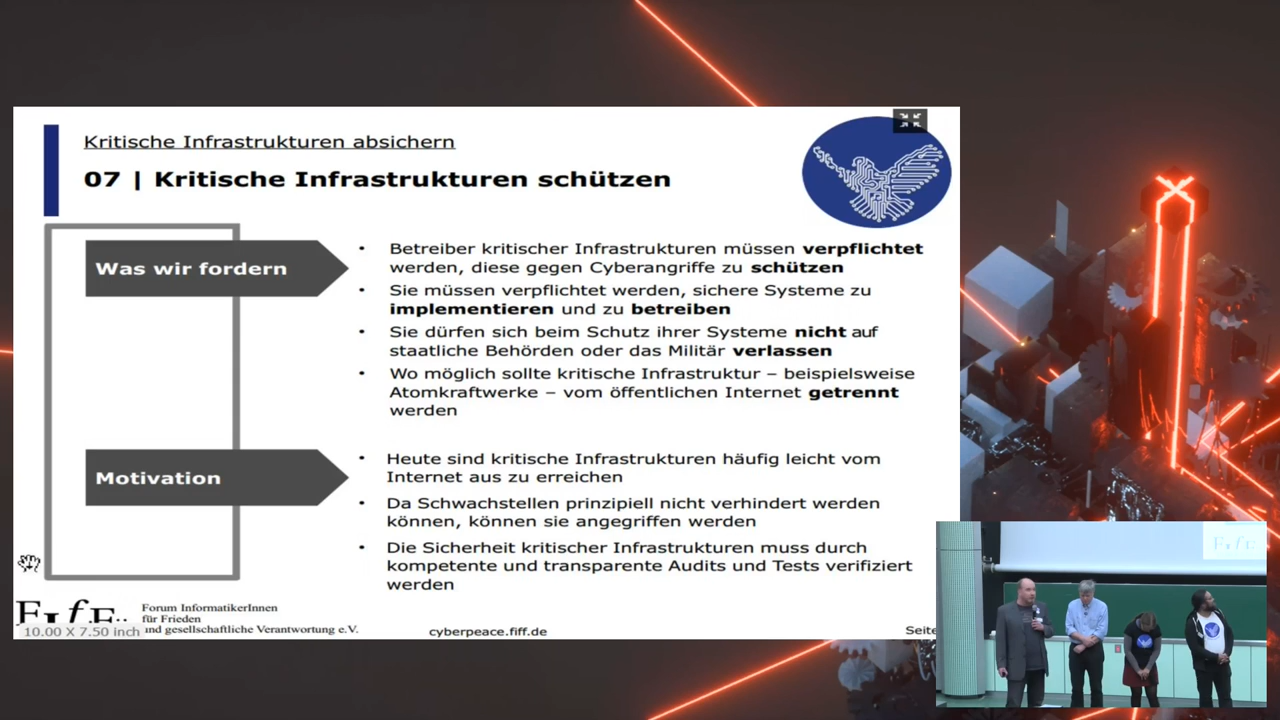 Kritische Infrastrukturen absichern
07 | Kritische Infrastrukturen schützen
Was wir fordern
• Betreiber kritischer Infrastrukturen müssen verpflichtet
werden, diese gegen Cyberangriffe zu schützen
• Sie müssen verpflichtet werden, sichere Systeme zu
implementieren und zu betreiben
• Sie dürfen sich beim Schutz ihrer Systeme nicht auf
staatliche Behörden oder das Militär verlassen
• Wo möglich sollte kritische Infrastruktur – beispielsweise
Atomkraftwerke – vom öffentlichen Internet getrennt
werden
Motivation
• Heute sind kritische Infrastrukturen häufig leicht vom
Internet aus zu erreichen
• Da Schwachstellen prinzipiell nicht verhindert werden
können, können sie angegriffen werden
• Die Sicherheit kritischer Infrastrukturen muss durch
kompetente und transparente Audits und Tests verifiziert
werden
FIfF
Forum InformatikerInnen
für Frieden
und gesellschaftliche Verantwortung e.V.
10.00 X 7.50 inch
cyberpeace.fiff.de
Seite
FIfF